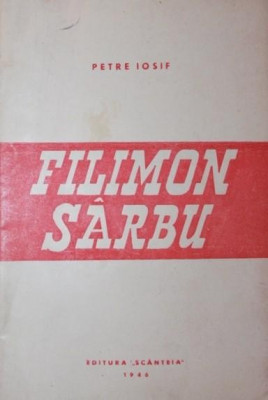 PETRE IOSIF
FILIMON
SÂRBU
EDITURA "SCÂNTEIA"
1946